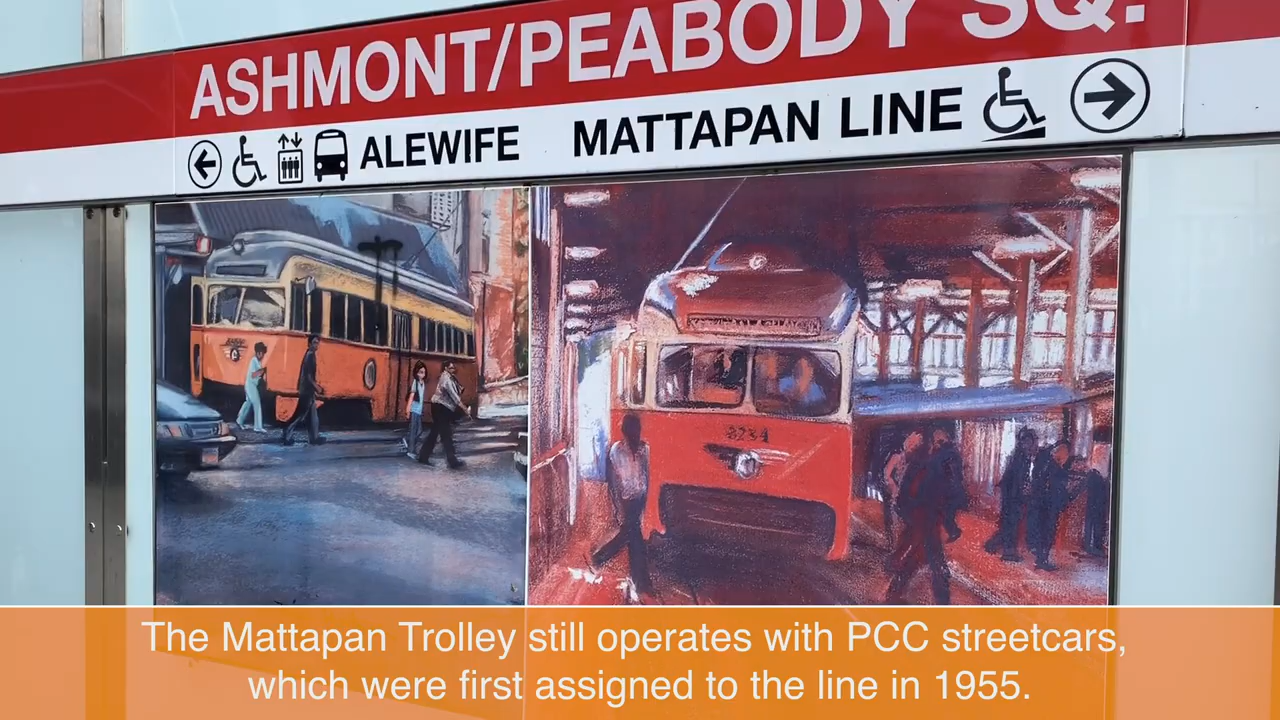 ASHMONT/PEABODY SQ.
ALEWIFE MATTAPAN LINE
3234
The Mattapan Trolley still operates with PCC streetcars,
which were first assigned to the line in 1955.